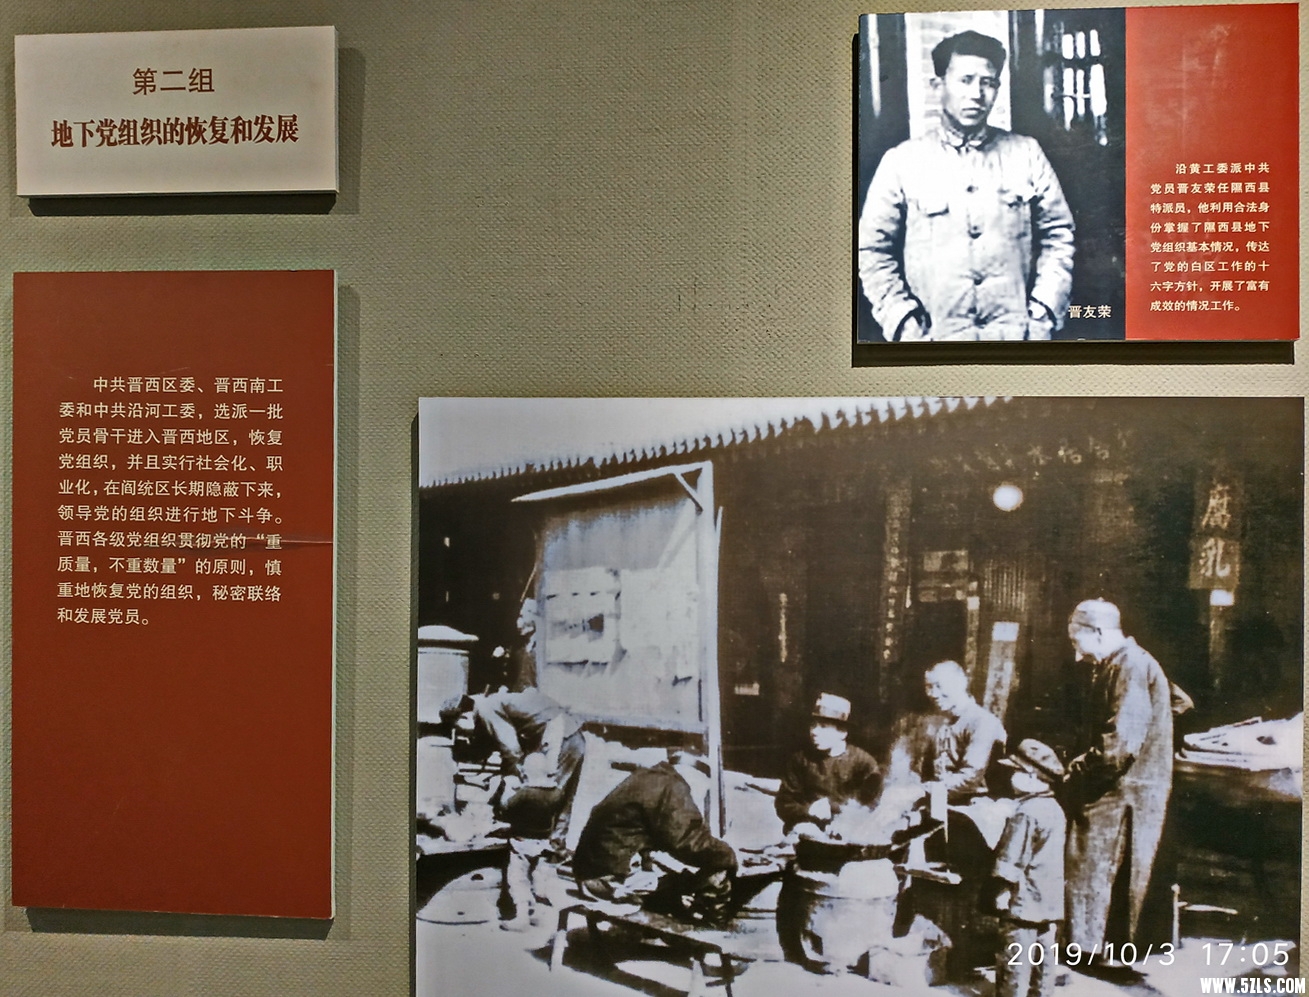 第二组
地下党组织的恢复和发展
中共晋西区委、晋西南工
委和中共沿河工委，选派一批
党员骨干进入晋西地区，恢复
党组织，并且实行社会化、职
业化，在阎统区长期隐蔽下来，
领导党的组织进行地下斗争。
晋西各级党组织贯彻党的“重
质量，不重数量”的原则，慎
重地恢复党的组织，秘密联络
和发展党员。
晋友荣
沿黄工委派中共
党员晋友荣任隰西县
特派员，他利用合法身
份掌握了隰西县地下
党组织基本情况，传达
了党的白区工作的十
六字方针，开展了富有
成效的情况工作。
腐
乳
2019/10/3 17:05
WWW.5ZLS.COM